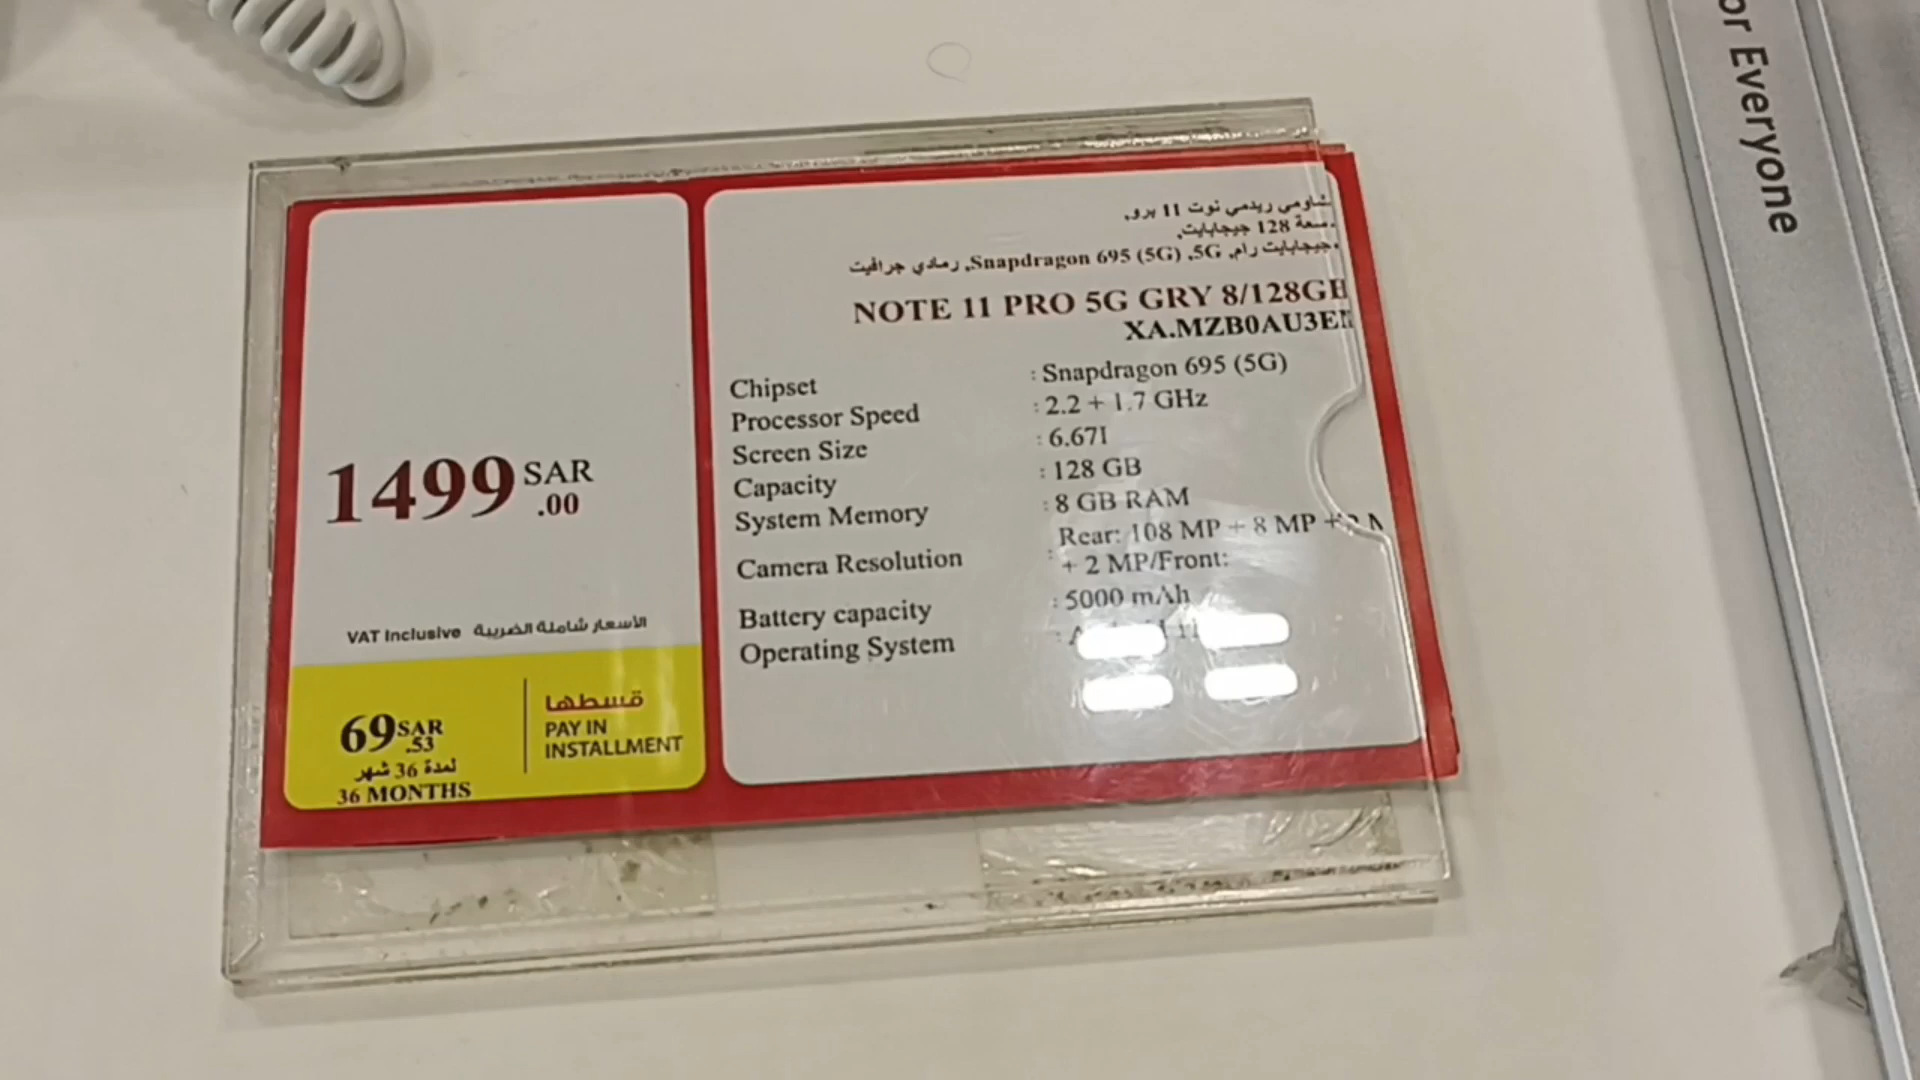 or Everyone
شاومي ريدمي نوت 11 برو,
سعة 128 جيجابايت,
جيجابايت رام, 5G, Snapdragon 695 (5G), رمادي جرافيت
NOTE 11 PRO 5G GRY 8/128GB
XA.MZB0AU3E
Chipset : Snapdragon 695 (5G)
Processor Speed : 2.2 + 1.7 GHz
Screen Size : 6.67I
Capacity : 128 GB
System Memory : 8 GB RAM
Camera Resolution : Rear: 108 MP + 8 MP + 2 M
+ 2 MP/Front:
Battery capacity : 5000 mAh
Operating System :
1499 SAR
.00
VAT Inclusive الأسعار شاملة الضريبة
69 SAR
.53
لمدة 36 شهر
36 MONTHS
قسطها
PAY IN
INSTALLMENT